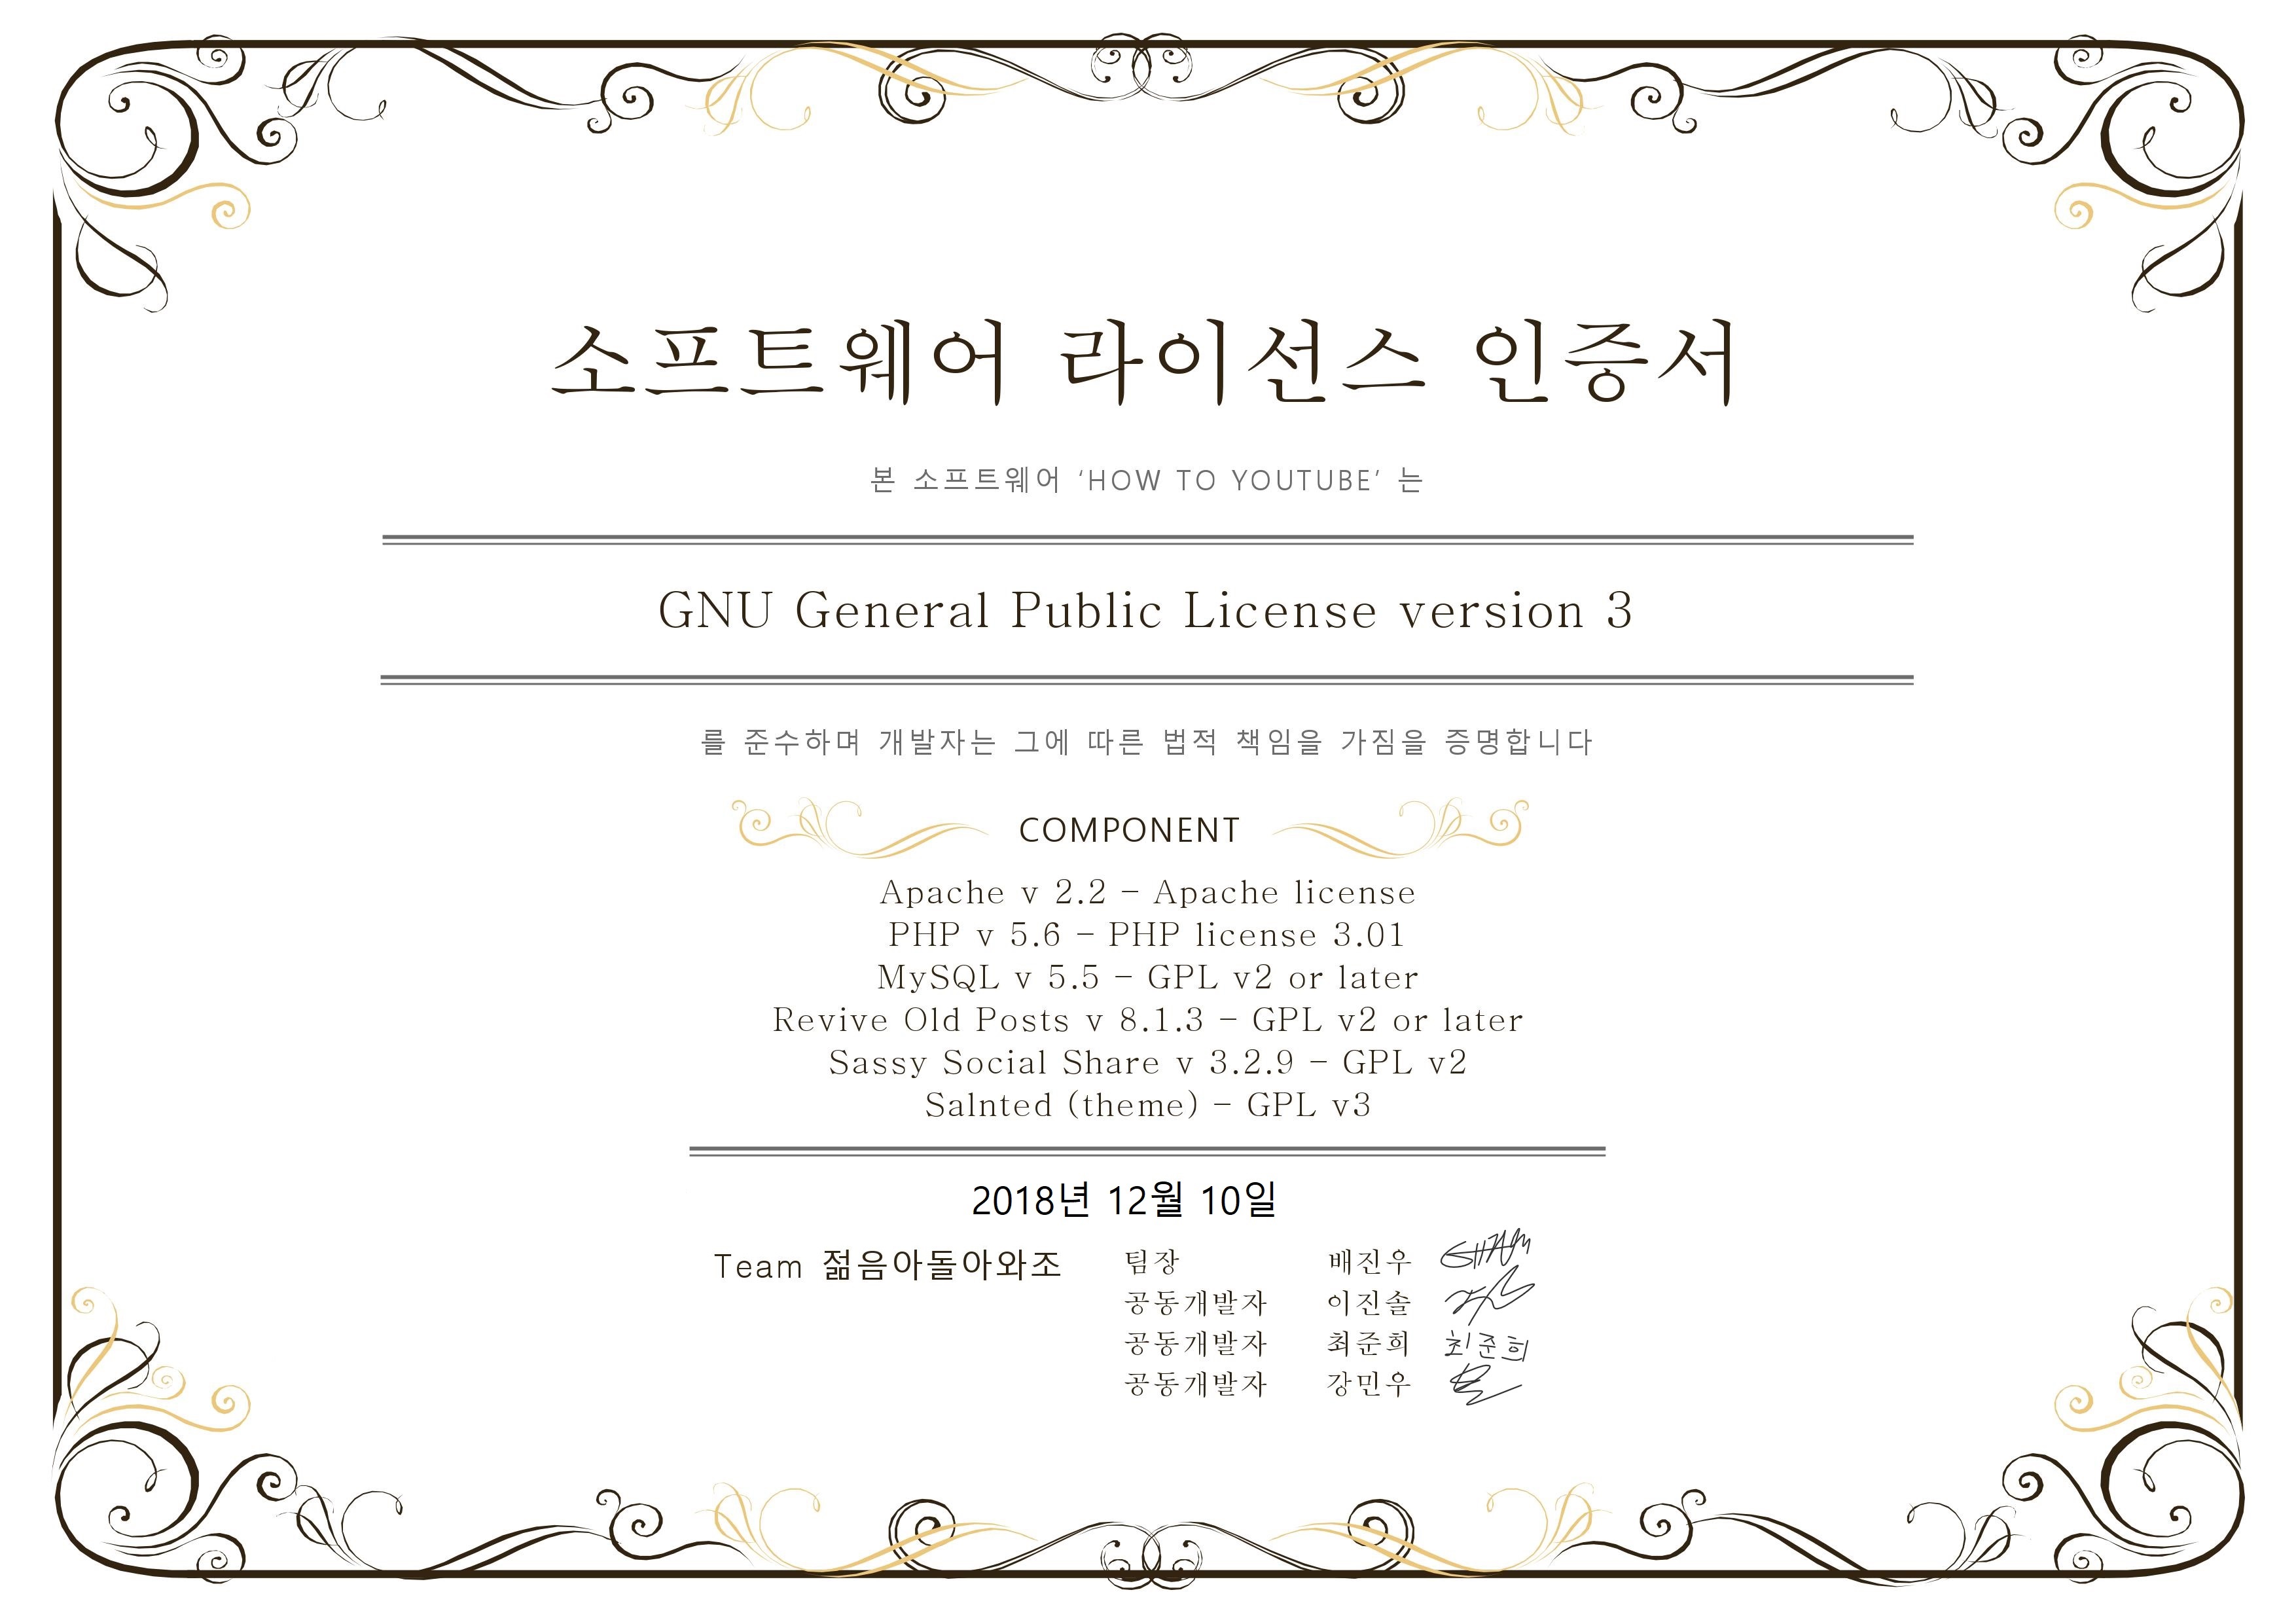 소프트웨어 라이선스 인증서
본 소프트웨어 ‘HOW TO YOUTUBE’ 는
GNU General Public License version 3
를 준수하며 개발자는 그에 따른 법적 책임을 가짐을 증명합니다
COMPONENT
Apache v 2.2 – Apache license
PHP v 5.6 – PHP license 3.01
MySQL v 5.5 – GPL v2 or later
Revive Old Posts v 8.1.3 – GPL v2 or later
Sassy Social Share v 3.2.9 – GPL v2
Salnted (theme) – GPL v3
2018년 12월 10일
Team 젊음아돌아와조 팀장 배진우
공동개발자 이진솔
공동개발자 최준희 최준희
공동개발자 강민우